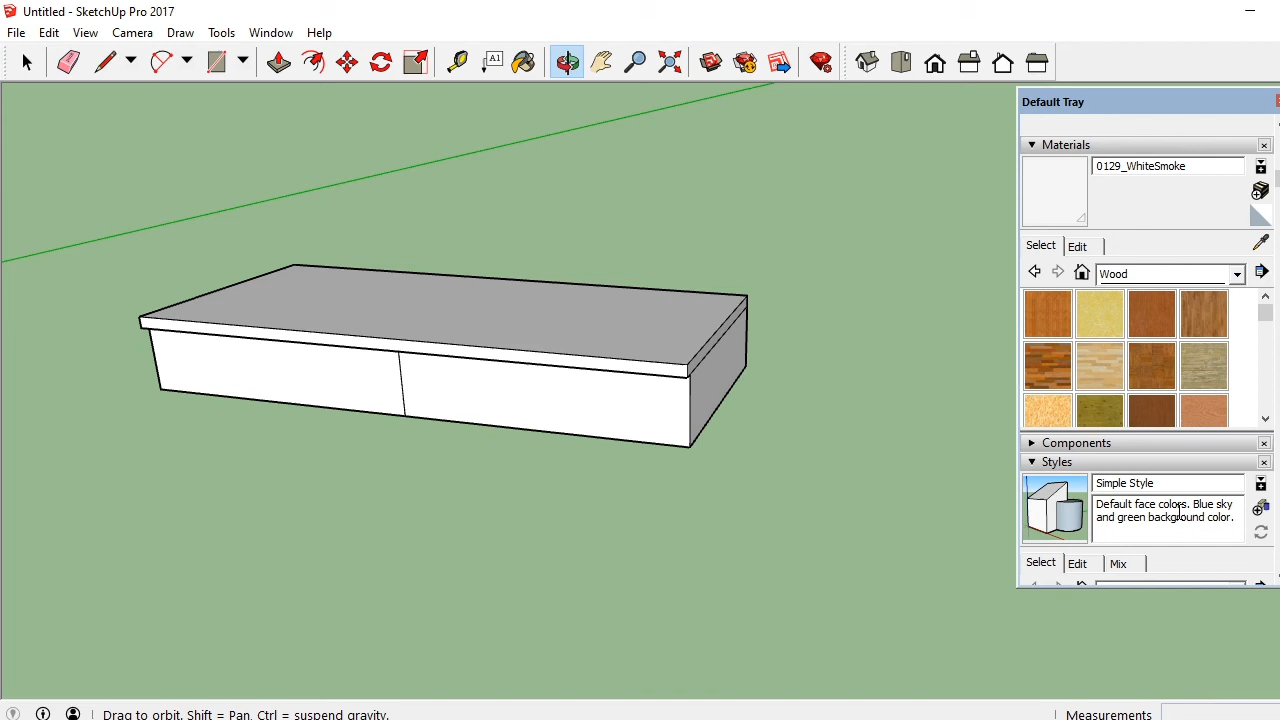 Untitled - SketchUp Pro 2017
File Edit View Camera Draw Tools Window Help
A1
Default Tray
Materials
0129_WhiteSmoke
Select Edit
Wood
Components
Styles
Simple Style
Default face colors. Blue sky
and green background color.
Select Edit Mix
Drag to orbit. Shift = Pan, Ctrl = suspend gravity.
Measurements